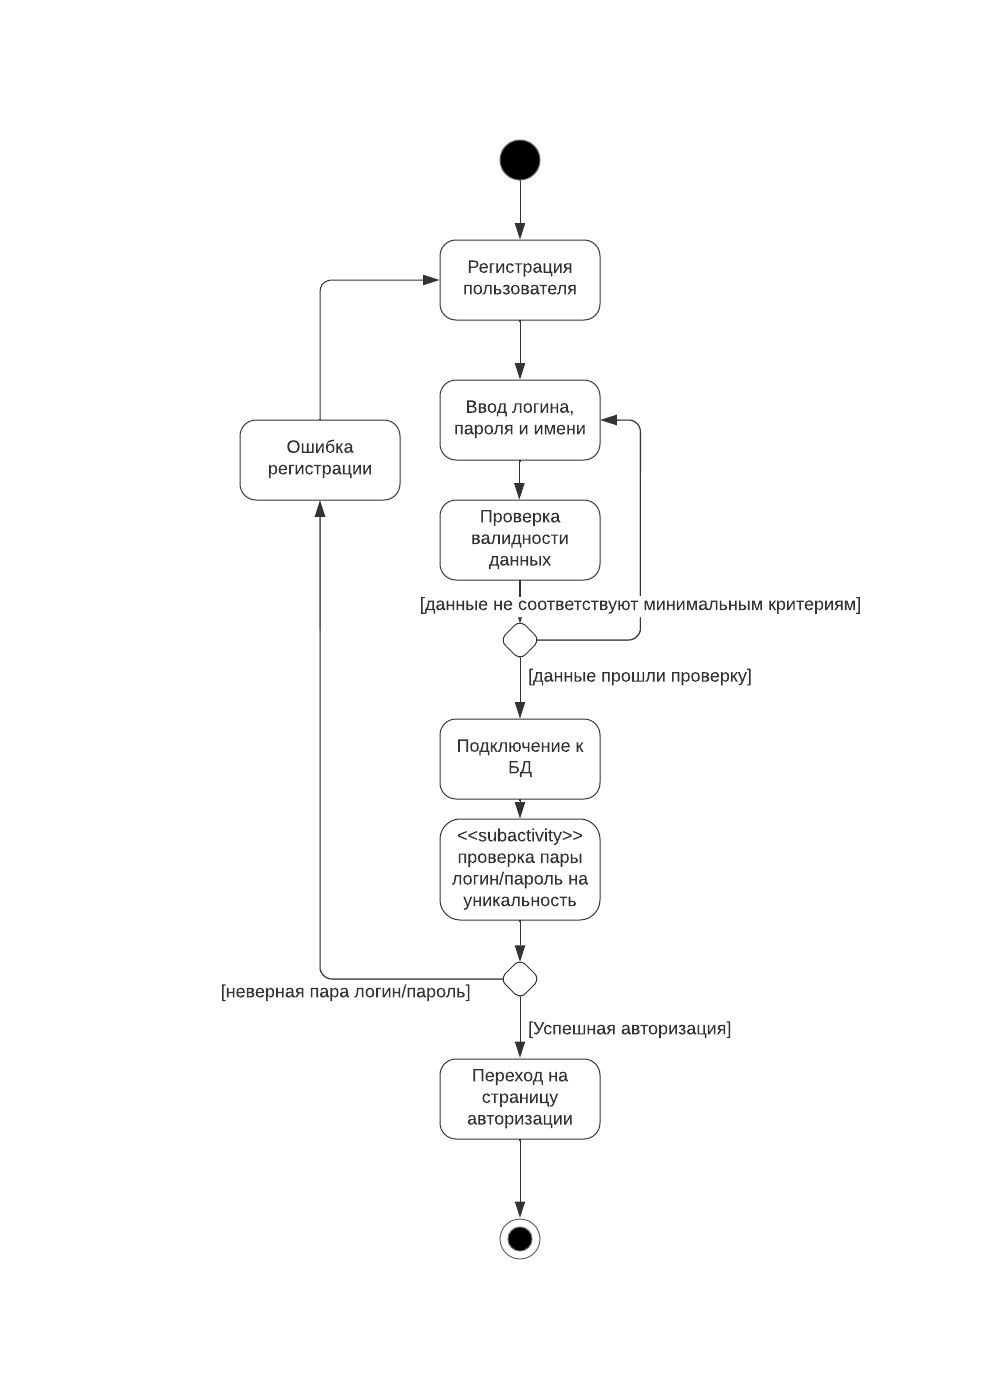 Регистрация
пользователя
Ввод логина,
пароля и имени
Ошибка
регистрации
Проверка
валидности
данных
[данные не соответствуют минимальным критериям]
[данные прошли проверку]
Подключение к
БД
<<subactivity>>
проверка пары
логин/пароль на
уникальность
[неверная пара логин/пароль]
[Успешная авторизация]
Переход на
страницу
авторизации